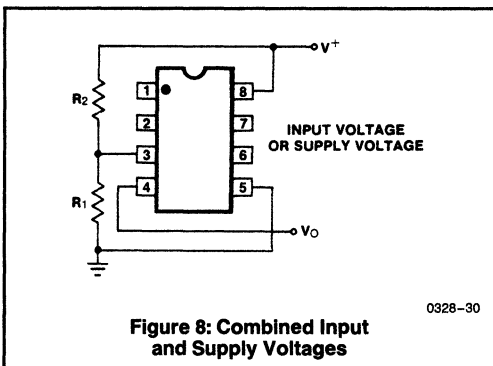 V+
R2
1
8
2
7
INPUT VOLTAGE
OR SUPPLY VOLTAGE
3
6
R1
4
5
VO
0328-30
Figure 8: Combined Input
and Supply Voltages